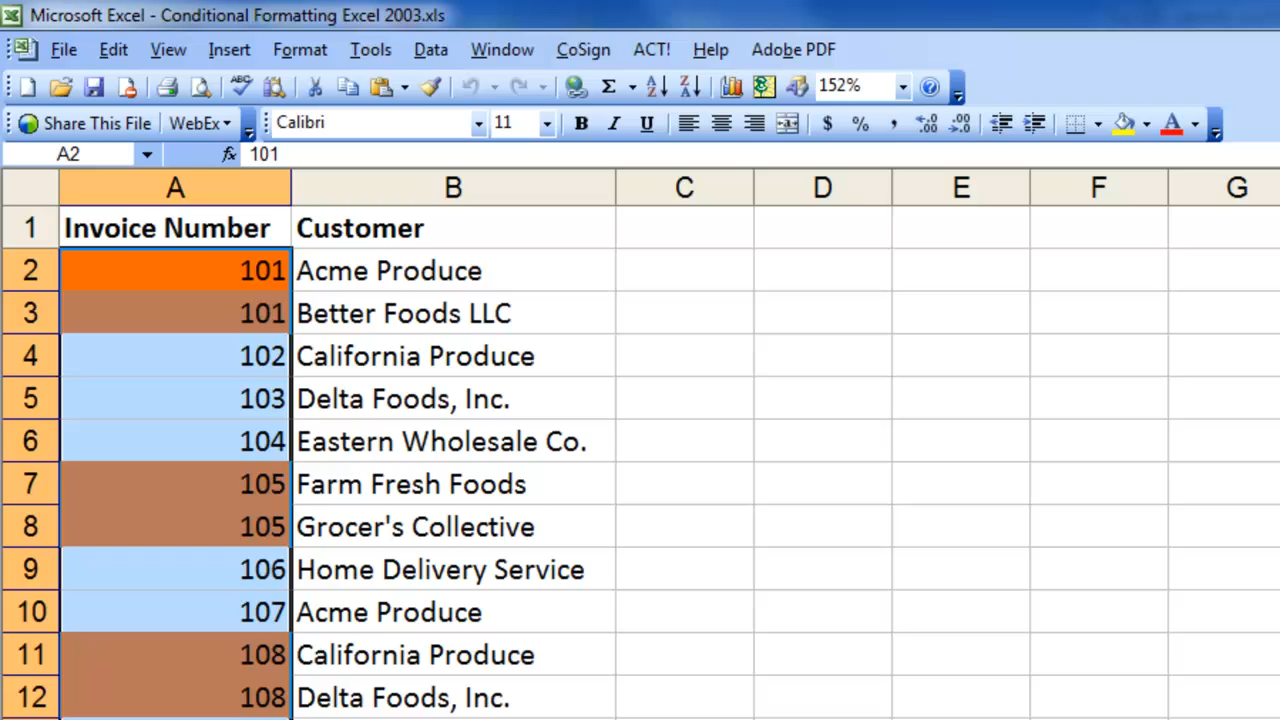 Microsoft Excel - Conditional Formatting Excel 2003.xls
File Edit View Insert Format Tools Data Window CoSign ACT! Help Adobe PDF
ABC Σ A Z Z A 152% ?
Share This File WebEx Calibri 11 B I U a $ % , .00 .00 A
A2 fx 101
A B C D E F G
1 Invoice Number Customer
2 101 Acme Produce
3 101 Better Foods LLC
4 102 California Produce
5 103 Delta Foods, Inc.
6 104 Eastern Wholesale Co.
7 105 Farm Fresh Foods
8 105 Grocer's Collective
9 106 Home Delivery Service
10 107 Acme Produce
11 108 California Produce
12 108 Delta Foods, Inc.